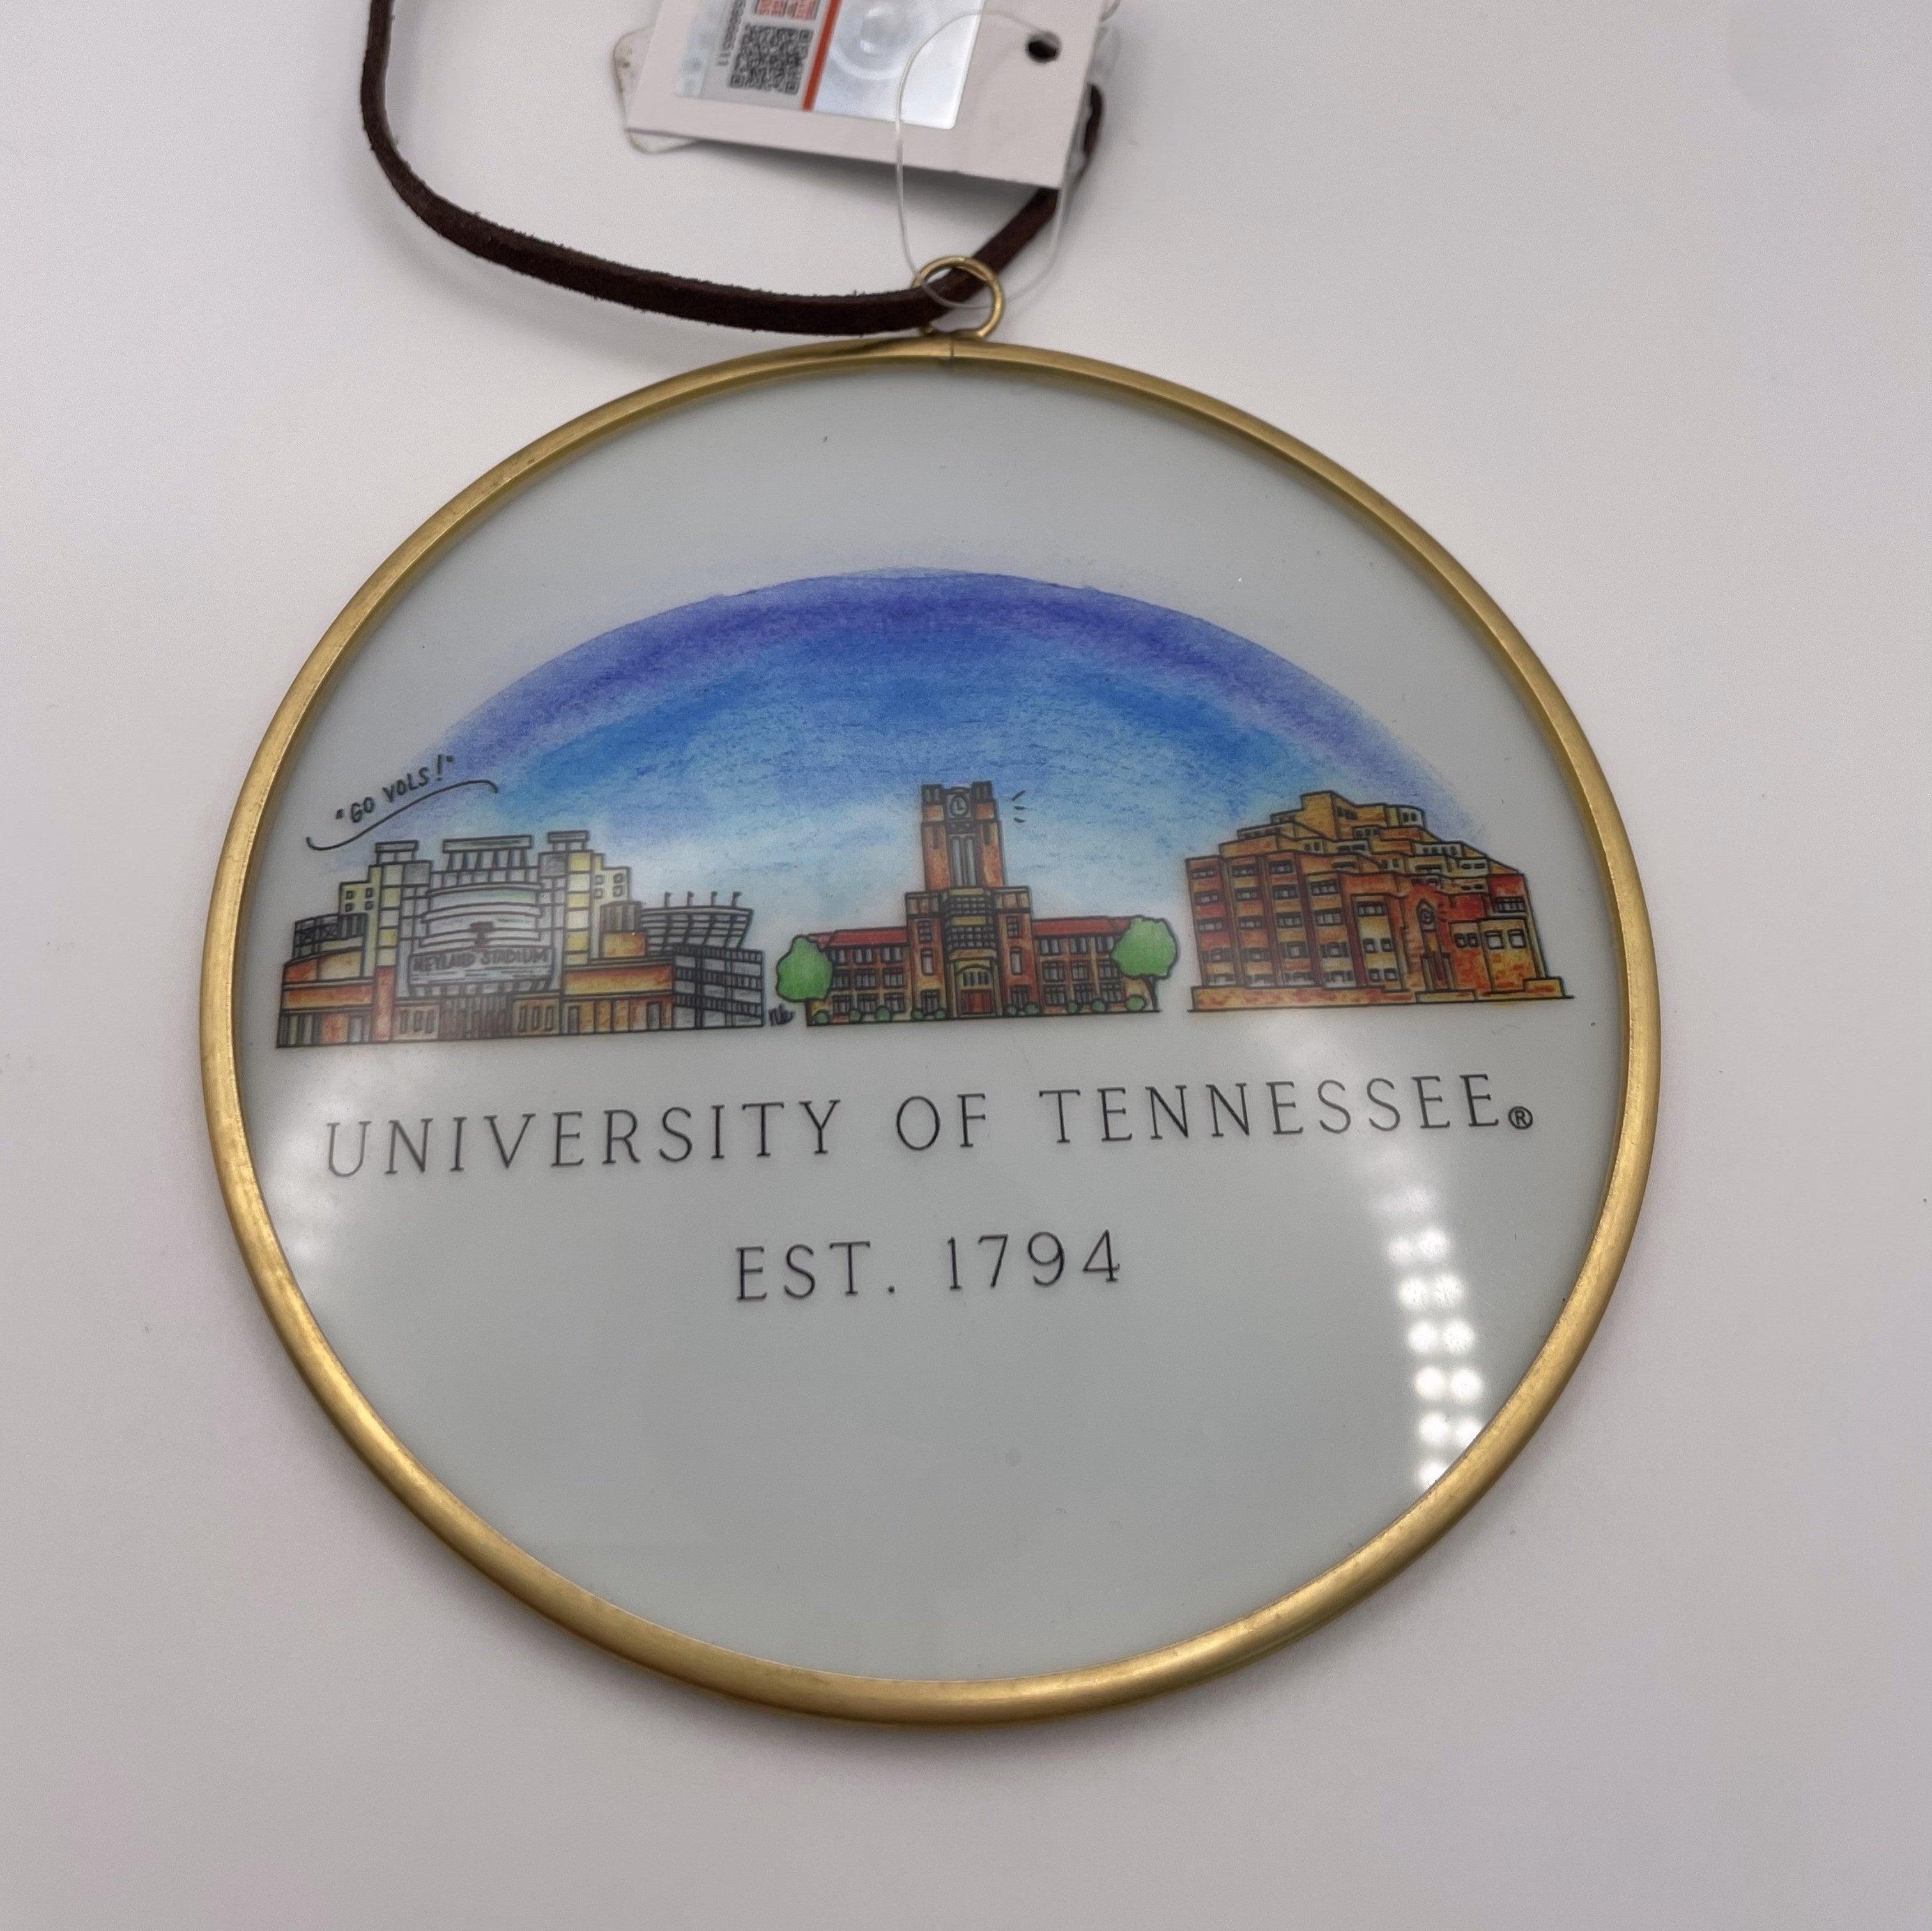 "GO VOLS!"
NEYLAND STADIUM
UNIVERSITY OF TENNESSEE®
EST. 1794